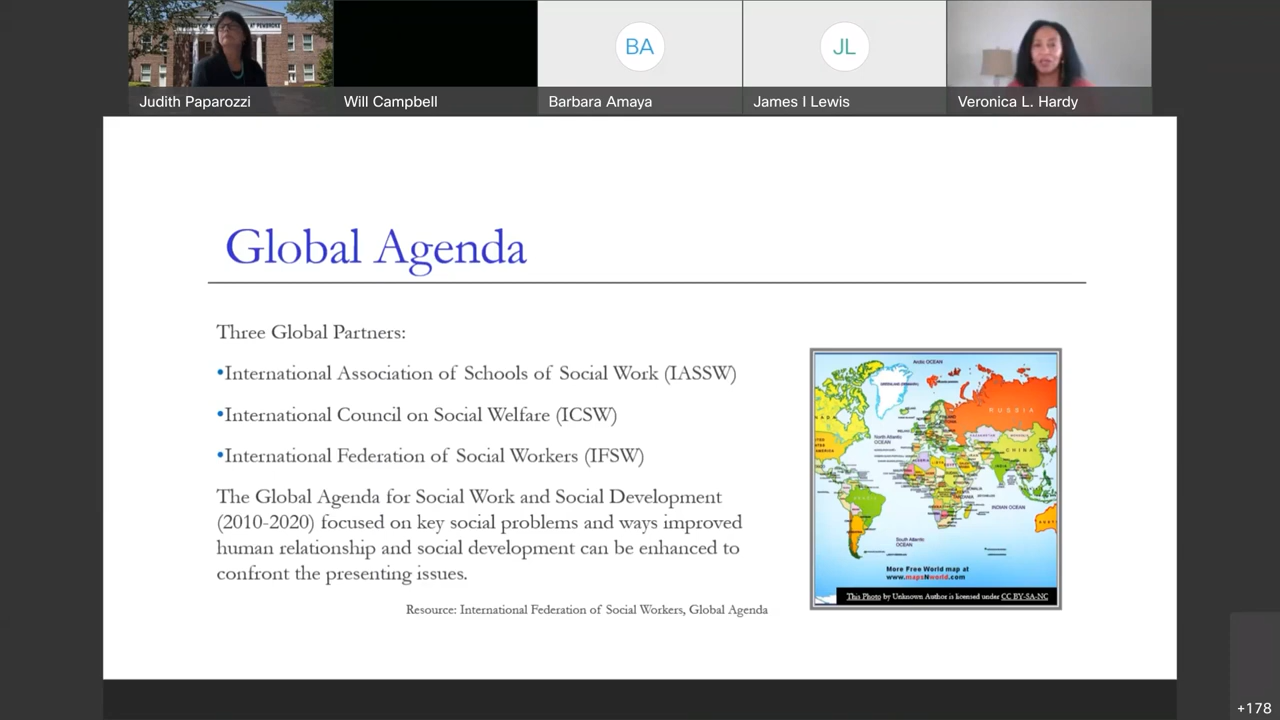 AT PEMBROKE
BA
JL
Judith Paparozzi
Will Campbell
Barbara Amaya
James I Lewis
Veronica L. Hardy
Global Agenda
Three Global Partners:
•International Association of Schools of Social Work (IASSW)
•International Council on Social Welfare (ICSW)
•International Federation of Social Workers (IFSW)
The Global Agenda for Social Work and Social Development
(2010-2020) focused on key social problems and ways improved
human relationship and social development can be enhanced to
confront the presenting issues.
Resource: International Federation of Social Workers, Global Agenda
Arctic OCEAN
RUSSIA
North Atlantic
OCEAN
CHINA
INDIA
BRAZIL
INDIAN OCEAN
South Atlantic
OCEAN
More Free World map at
www.mapsNworld.com
This Photo by Unknown Author is licensed under CC BY-SA-NC
+178